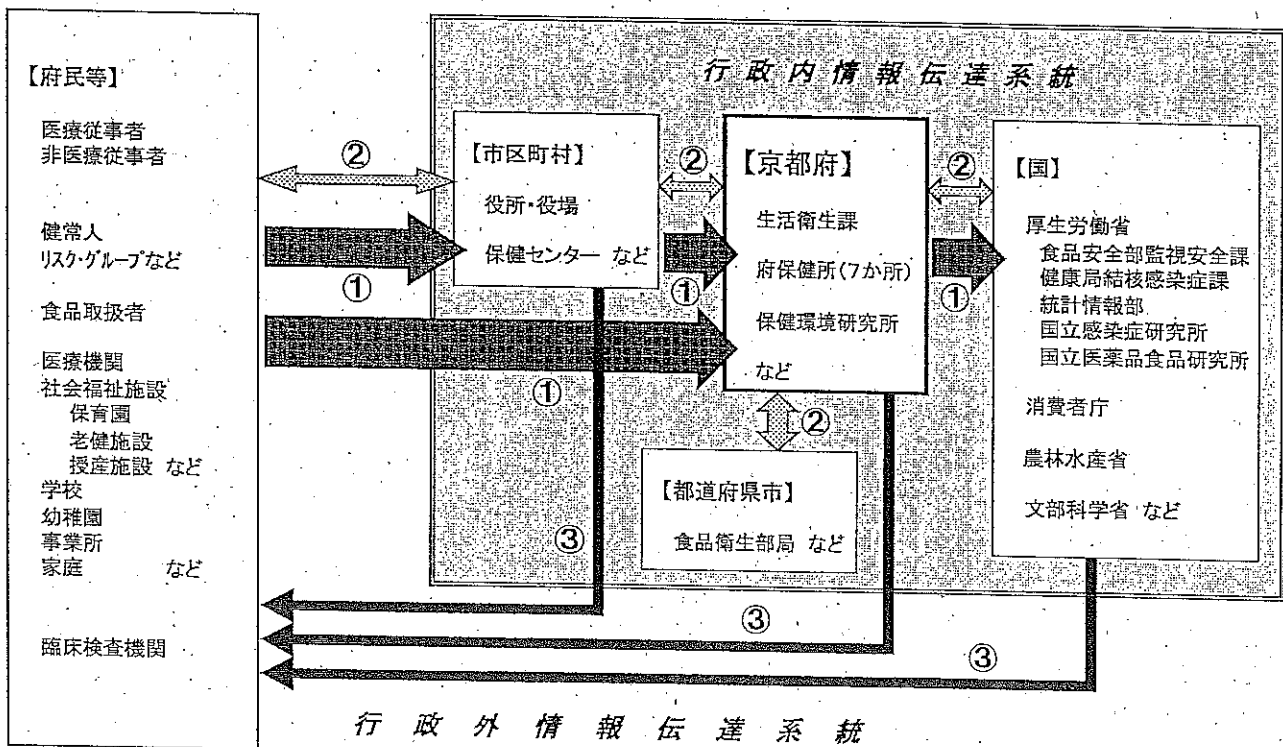 行政内情報伝達系統
【府民等】
医療従事者
非医療従事者
健常人
リスク・グループなど
食品取扱者
医療機関
社会福祉施設
保育園
老健施設
授産施設 など
学校
幼稚園
事業所
家庭 など
臨床検査機関
②
①
①
【市区町村】
役所・役場
保健センター など
②
①
③
【京都府】
生活衛生課
府保健所(7か所)
保健環境研究所
など
②
①
②
【都道府県市】
食品衛生部局 など
【国】
厚生労働省
食品安全部監視安全課
健康局結核感染症課
統計情報部
国立感染症研究所
国立医薬品食品研究所
消費者庁
農林水産省
文部科学省 など
③
③
行政外情報伝達系統